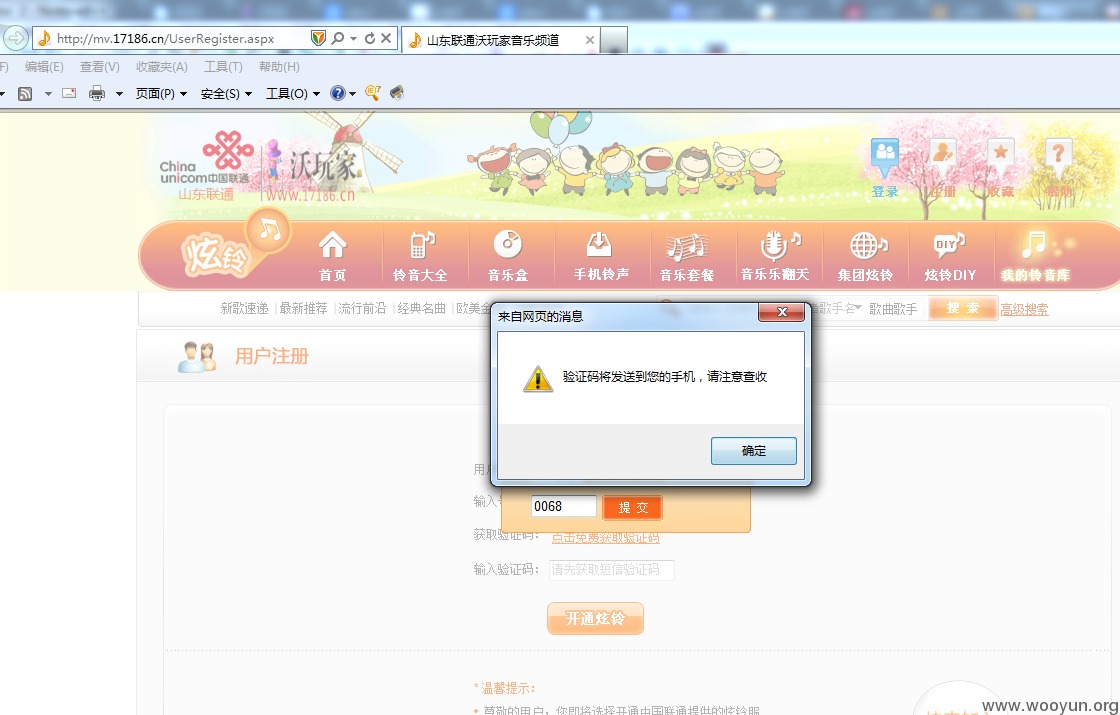 http://mv.17186.cn/UserRegister.aspx
山东联通沃玩家音乐频道
F) 编辑(E) 查看(V) 收藏夹(A) 工具(T) 帮助(H)
页面(P) 安全(S) 工具(O)
China unicom中国联通
山东联通
沃玩家
www.17186.cn
登录 注册 收藏 帮助
炫铃
首页 铃音大全 音乐盒 手机铃声 音乐套餐 音乐乐翻天 集团炫铃 DIY 炫铃DIY 我的铃音库
新歌速递 | 最新推荐 | 流行前沿 | 经典名曲 | 欧美金
歌手名 歌曲歌手 搜 索 高级搜索
用户注册
来自网页的消息
验证码将发送到您的手机，请注意查收
确定
用户
输入
0068 提 交
获取验证码： 点击免费获取验证码
输入验证码： 请先获取短信验证码
开通炫铃
*温馨提示：
• 尊敬的用户，您即将选择开通由中国联通提供的炫铃服
www.wooyun.org